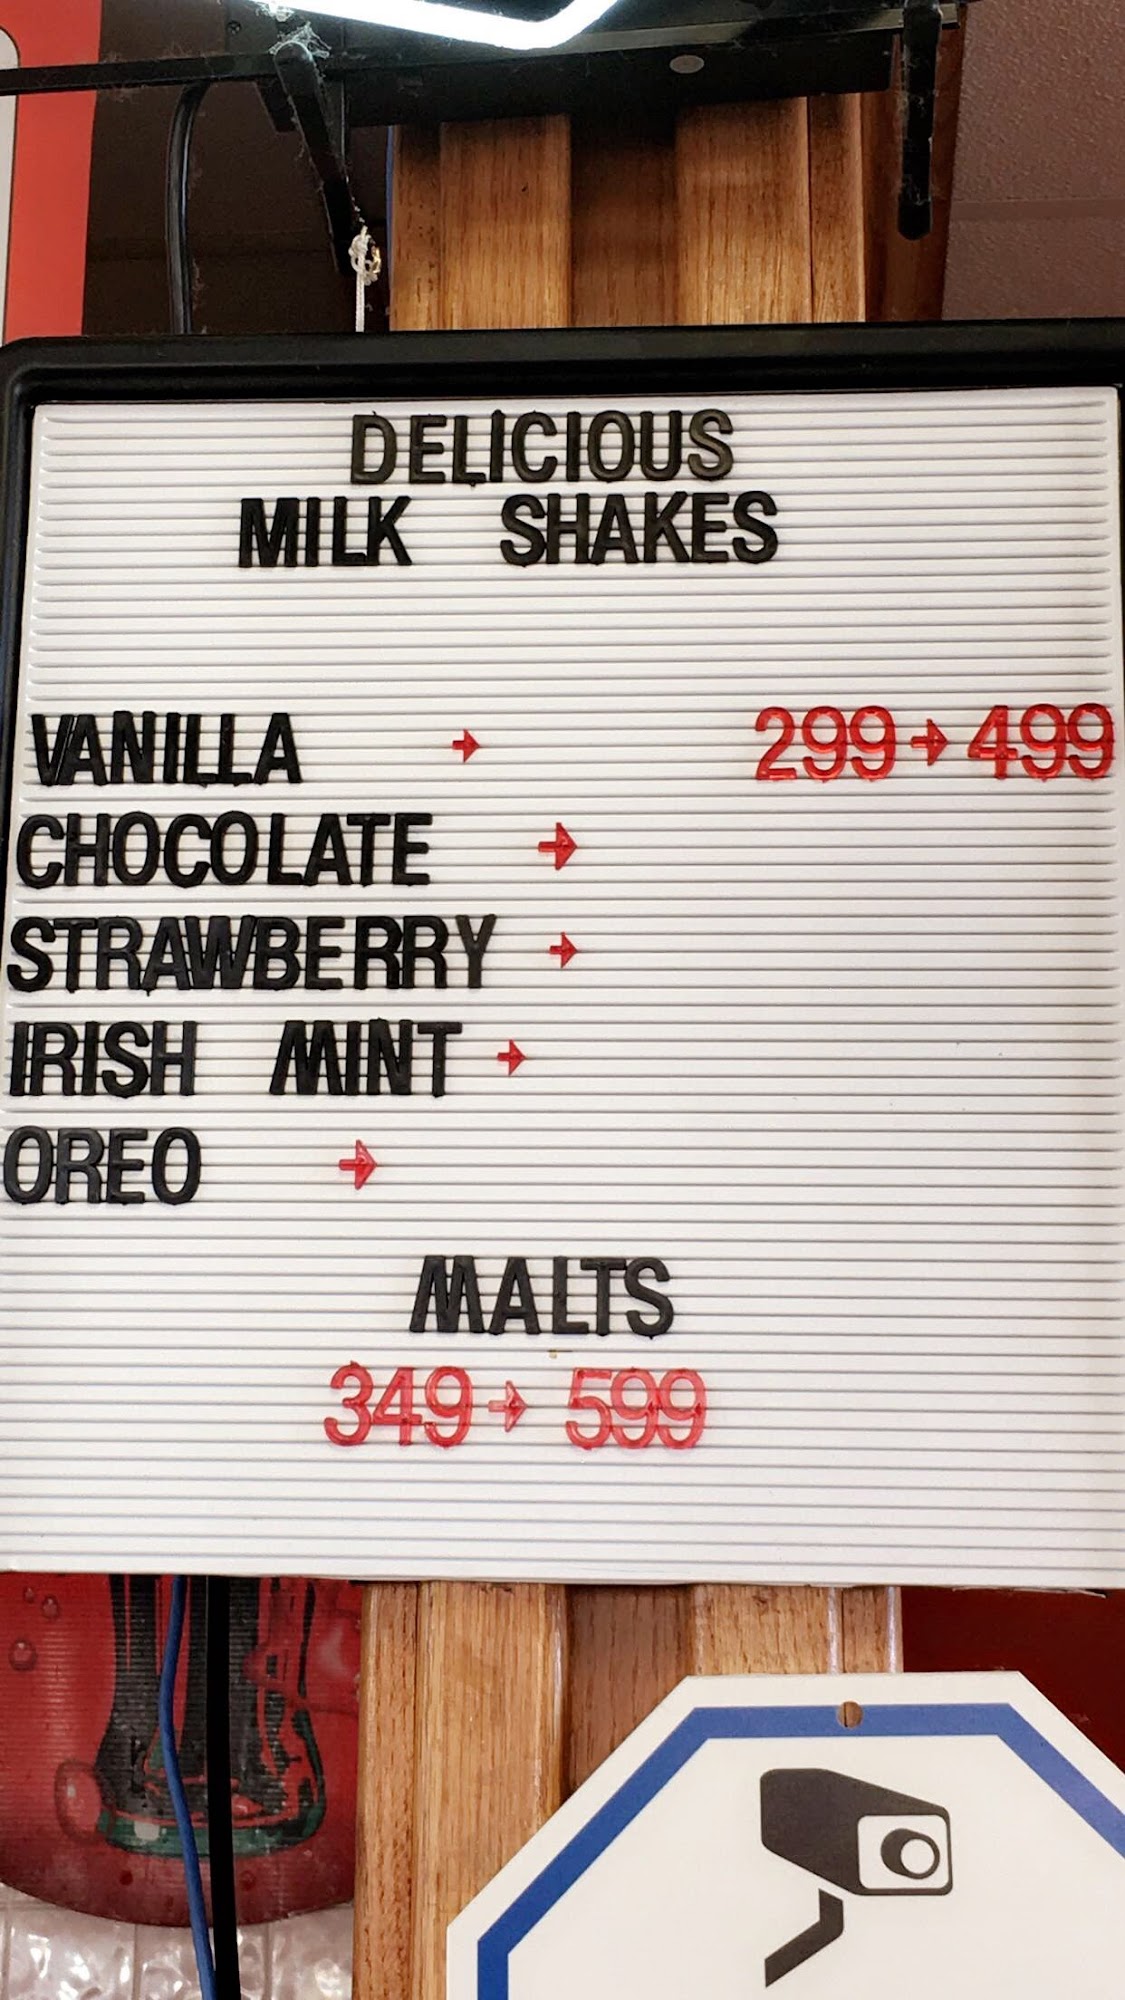 DELICIOUS
MILK SHAKES
VANILLA → 299 → 499
CHOCOLATE →
STRAWBERRY →
IRISH MINT →
OREO →
MALTS
349 → 599